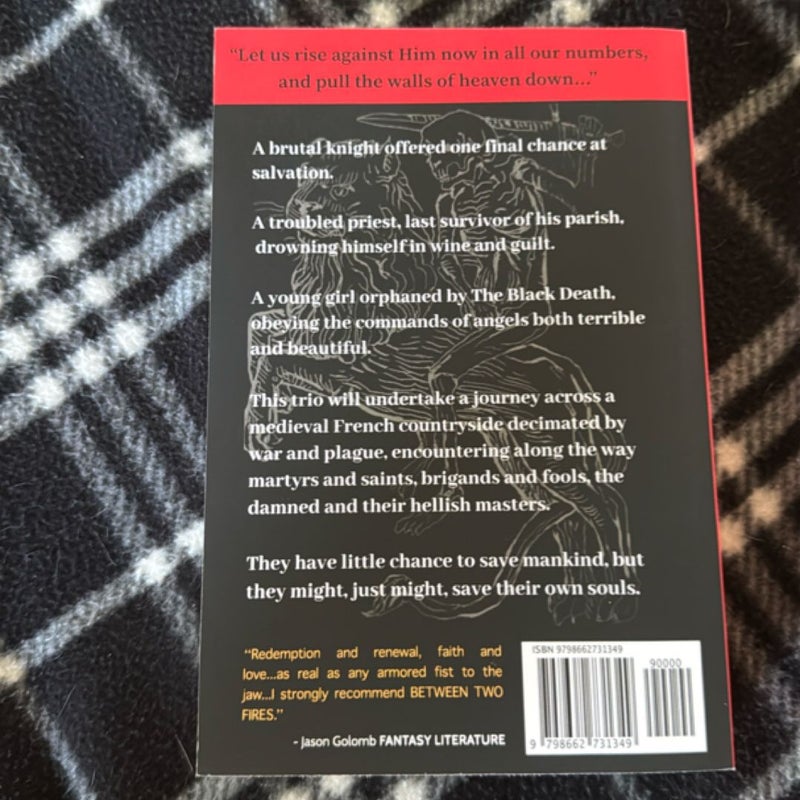 “Let us rise against Him now in all our numbers,
and pull the walls of heaven down...”
A brutal knight offered one final chance at
salvation.
A troubled priest, last survivor of his parish,
drowning himself in wine and guilt.
A young girl orphaned by The Black Death,
obeying the commands of angels both terrible
and beautiful.
This trio will undertake a journey across a
medieval French countryside decimated by
war and plague, encountering along the way
martyrs and saints, brigands and fools, the
damned and their hellish masters.
They have little chance to save mankind, but
they might, just might, save their own souls.
“Redemption and renewal, faith and
love...as real as any armored fist to the
jaw...I strongly recommend BETWEEN TWO
FIRES.”
- Jason Golomb FANTASY LITERATURE
ISBN 9798662731349
90000
9 798662 731349